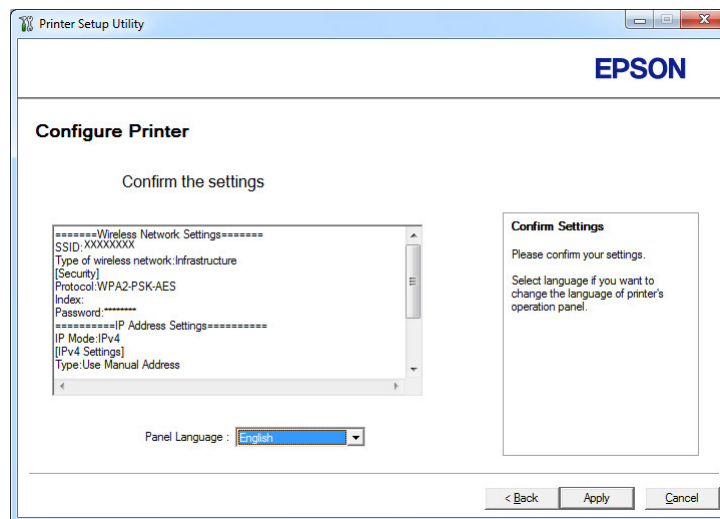 Printer Setup Utility
EPSON
Configure Printer
Confirm the settings
=======Wireless Network Settings=======
SSID:XXXXXXXX
Type of wireless network:Infrastructure
[Security]
Protocol:WPA2-PSK-AES
Index:
Password:********
==========IP Address Settings==========
IP Mode:IPv4
[IPv4 Settings]
Type:Use Manual Address
Panel Language : English
Confirm Settings
Please confirm your settings.
Select language if you want to
change the language of printer's
operation panel.
< Back
Apply
Cancel